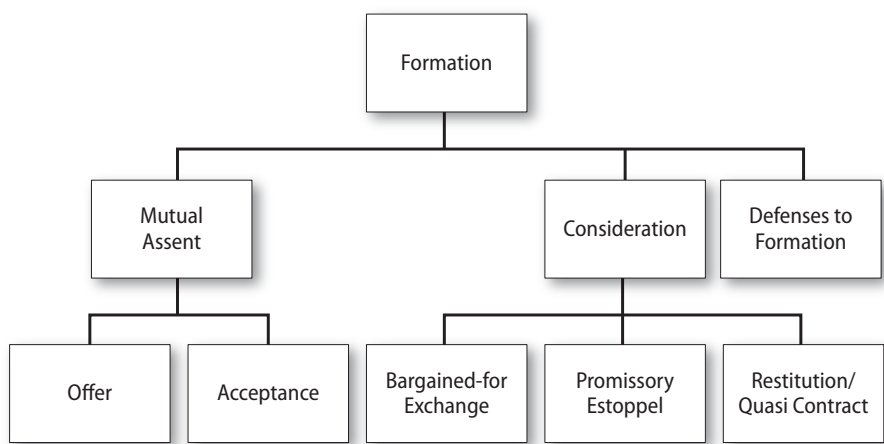 Formation
Mutual
Assent
Consideration
Defenses to
Formation
Offer
Acceptance
Bargained-for
Exchange
Promissory
Estoppel
Restitution/
Quasi Contract